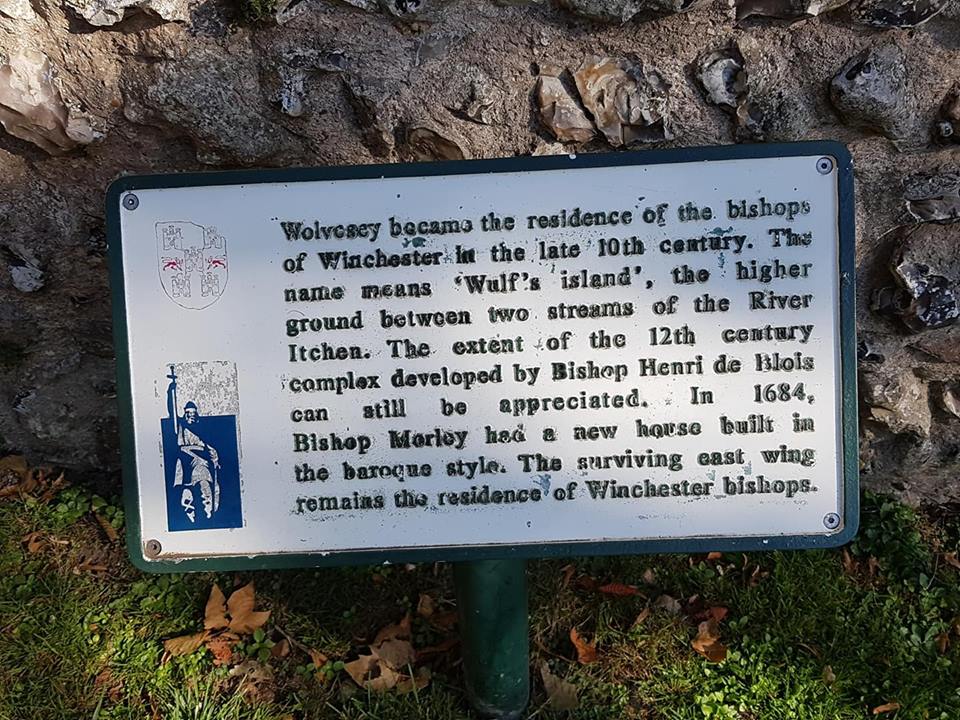 Wolvesey became the residence of the bishops
of Winchester in the late 10th century. The
name means 'Wulf's island', the higher
ground between two streams of the River
Itchen. The extent of the 12th century
complex developed by Bishop Henri de Blois
can still be appreciated. In 1684,
Bishop Morley had a new house built in
the baroque style. The surviving east wing
remains the residence of Winchester bishops.